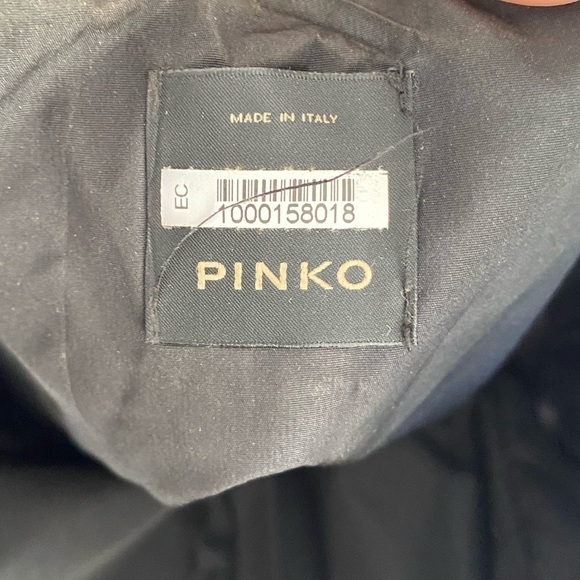 MADE IN ITALY
EC
1000158018
PINKO